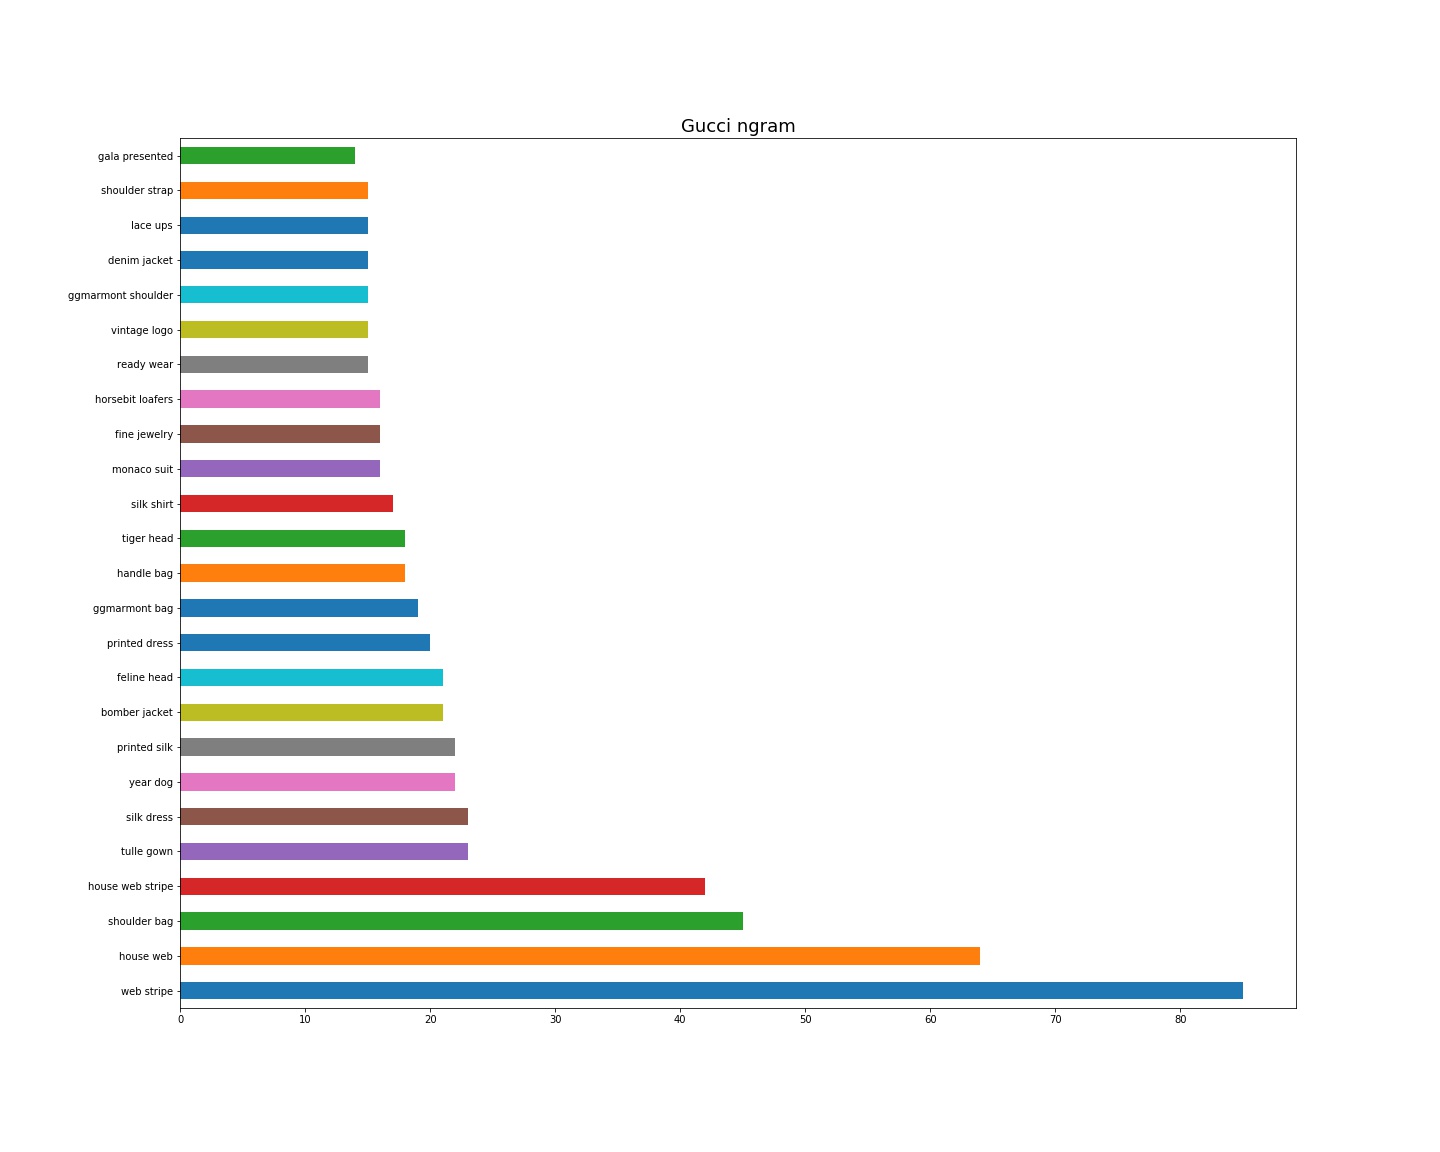 Gucci ngram
gala presented
shoulder strap
lace ups
denim jacket
ggmarmont shoulder
vintage logo
ready wear
horsebit loafers
fine jewelry
monaco suit
silk shirt
tiger head
handle bag
ggmarmont bag
printed dress
feline head
bomber jacket
printed silk
year dog
silk dress
tulle gown
house web stripe
shoulder bag
house web
web stripe
0 10 20 30 40 50 60 70 80